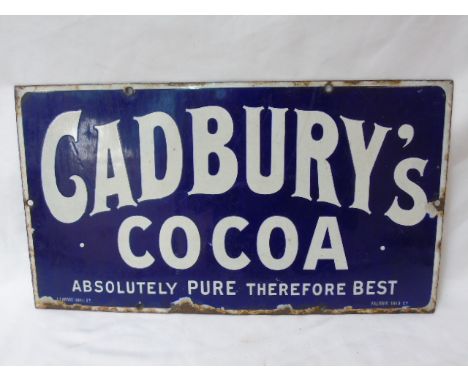 CADBURY's
COCOA
ABSOLUTELY PURE THEREFORE BEST